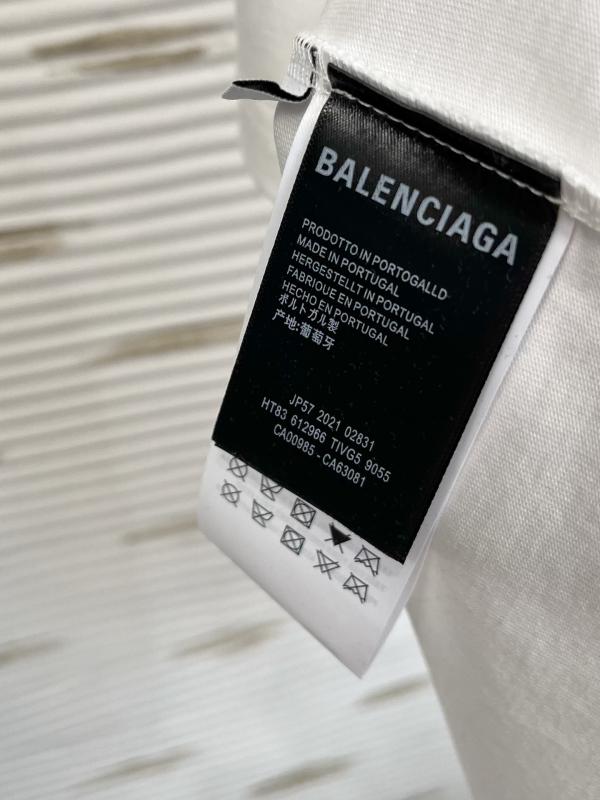 BALENCIAGA
PRODOTTO IN PORTOGALLO
MADE IN PORTUGAL
HERGESTELLT IN PORTUGAL
FABRIQUE EN PORTUGAL
HECHO EN PORTUGAL
ポルトガル製
产地:葡萄牙
JP57 2021 02831
HT83 612966 TIVG5 9055
CA00985 - CA63081